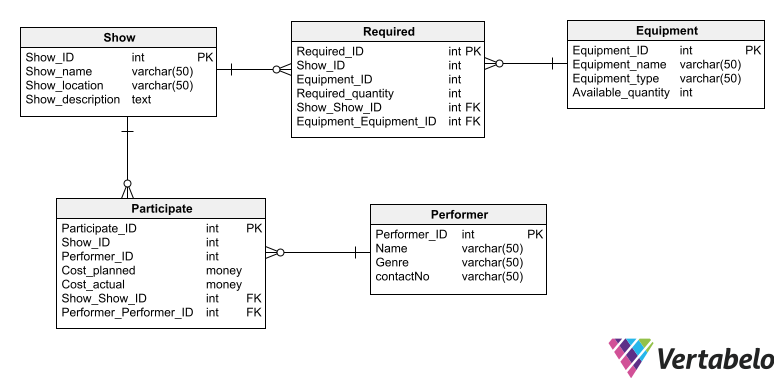 Show
Show_ID int PK
Show_name varchar(50)
Show_location varchar(50)
Show_description text
Required
Required_ID int PK
Show_ID int
Equipment_ID int
Required_quantity int
Show_Show_ID int FK
Equipment_Equipment_ID int FK
Equipment
Equipment_ID int PK
Equipment_name varchar(50)
Equipment_type varchar(50)
Available_quantity int
Participate
Participate_ID int PK
Show_ID int
Performer_ID int
Cost_planned money
Cost_actual money
Show_Show_ID int FK
Performer_Performer_ID int FK
Performer
Performer_ID int PK
Name varchar(50)
Genre varchar(50)
contactNo varchar(50)
Vertabelo